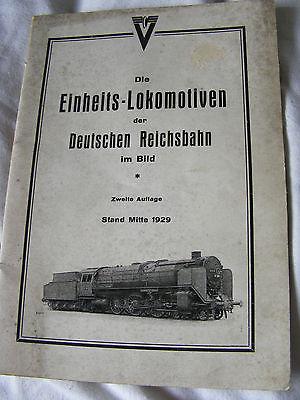 V
Die
Einheits-Lokomotiven
der
Deutschen Reichsbahn
im Bild
*
Zweite Auflage
Stand Mitte 1929